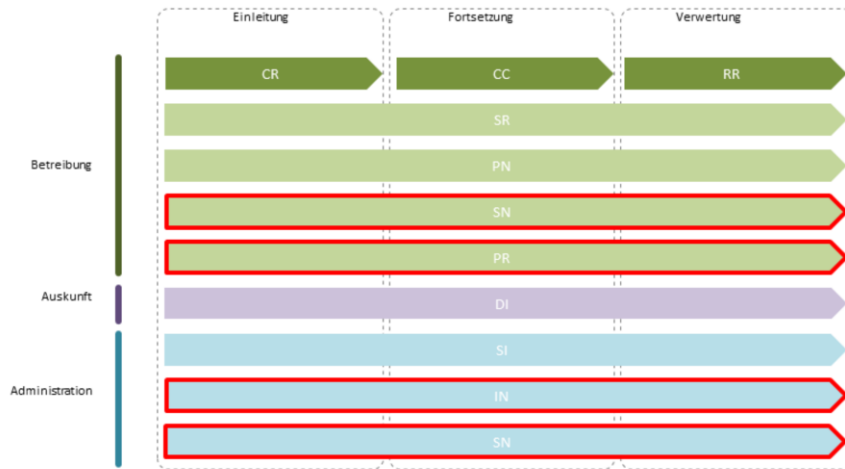 Einleitung Fortsetzung Verwertung
CR CC RR
SR
Betreibung PN
SN
PR
Auskunft DI
SI
Administration IN
SN